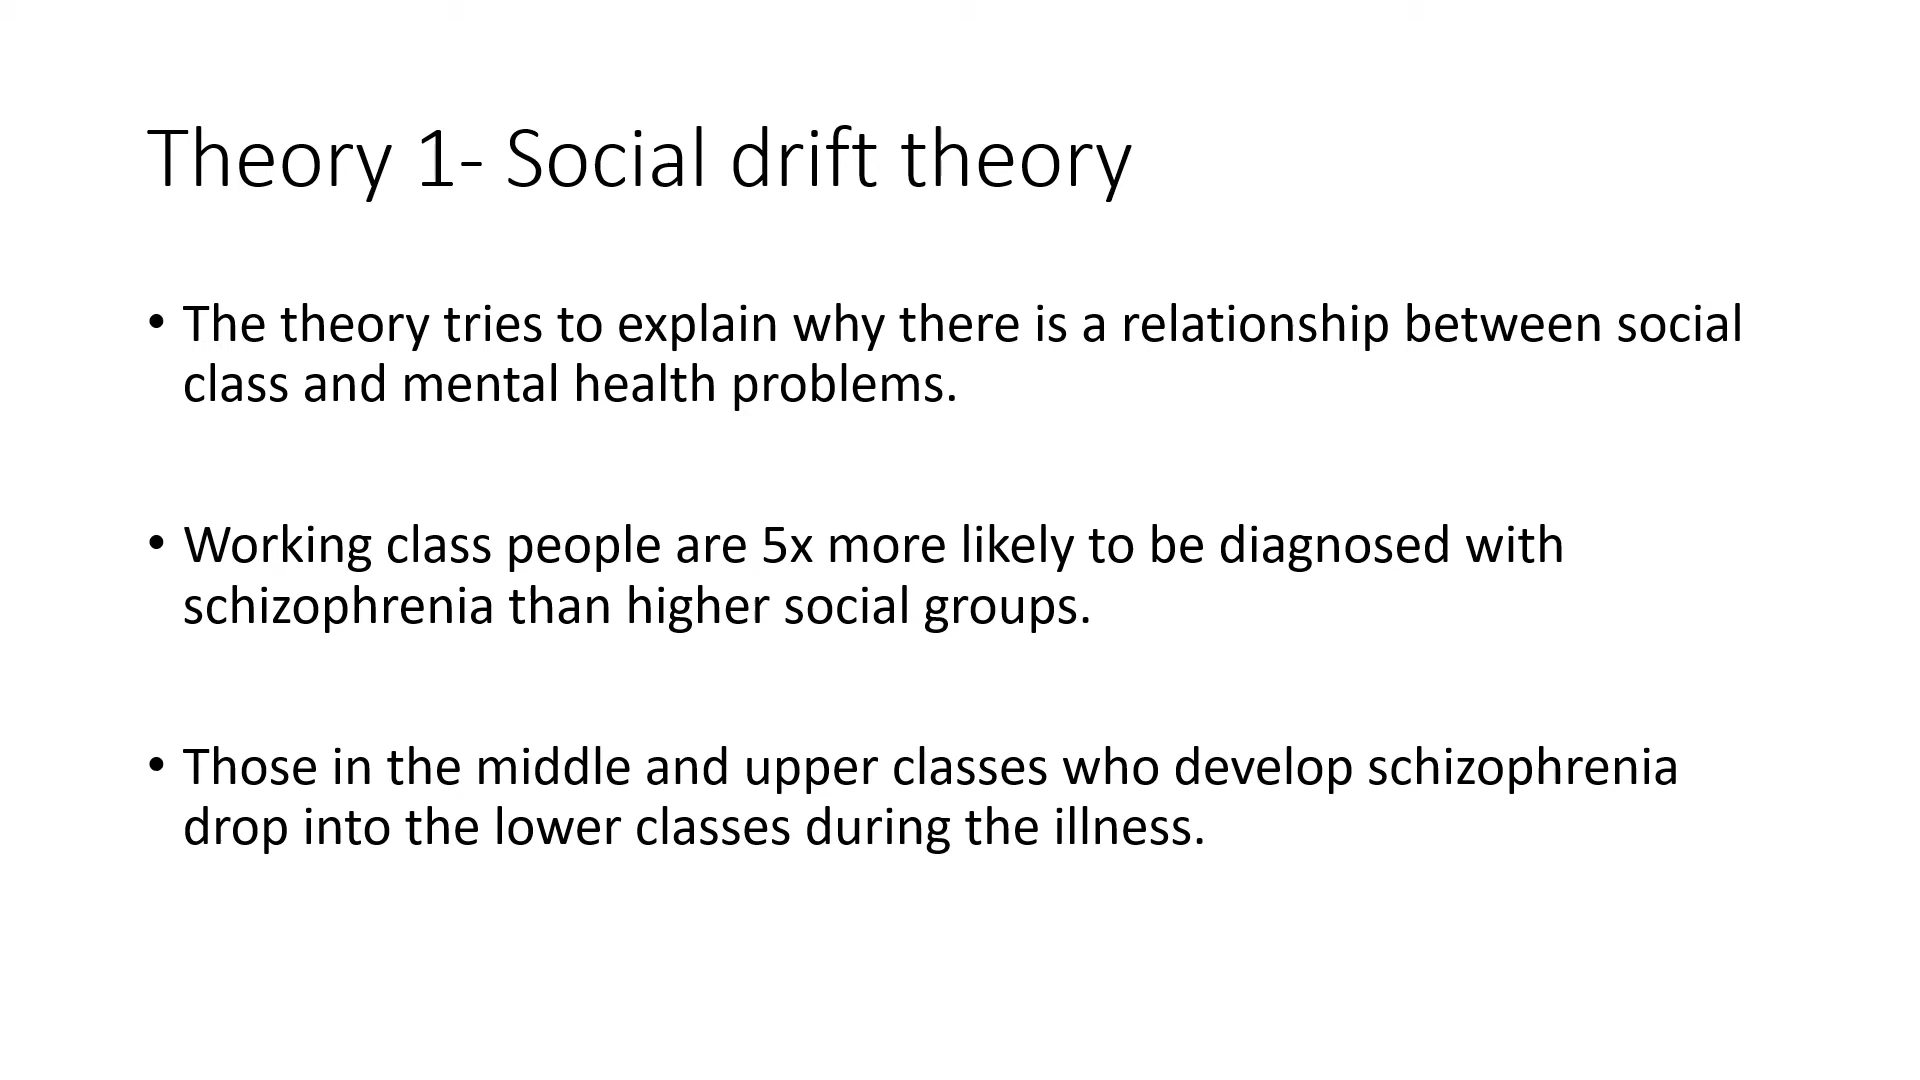 Theory 1- Social drift theory
• The theory tries to explain why there is a relationship between social
class and mental health problems.
• Working class people are 5x more likely to be diagnosed with
schizophrenia than higher social groups.
• Those in the middle and upper classes who develop schizophrenia
drop into the lower classes during the illness.